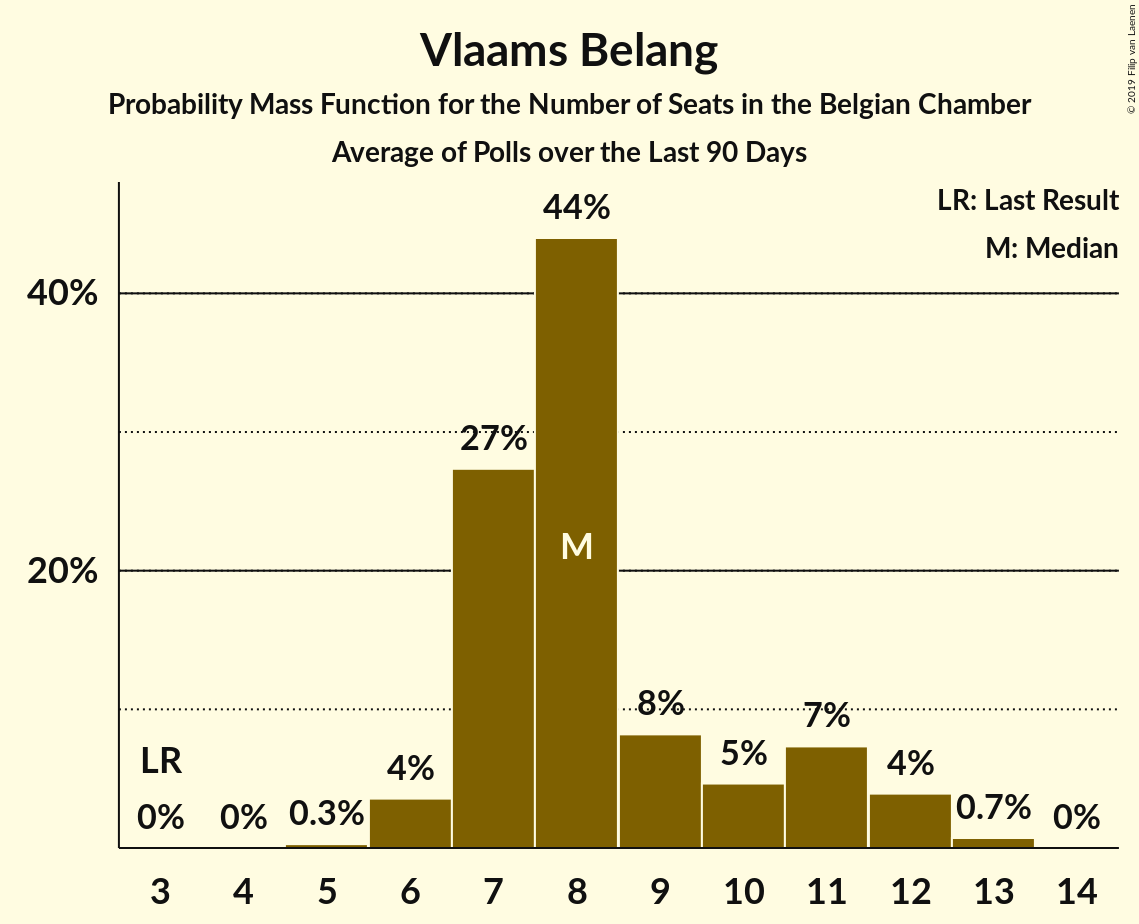 Vlaams Belang
Probability Mass Function for the Number of Seats in the Belgian Chamber
Average of Polls over the Last 90 Days
© 2019 Filip van Laenen
LR: Last Result
M: Median
40%
20%
LR
0%
0%
0.3%
4%
27%
44%
M
8%
5%
7%
4%
0.7%
0%
3 4 5 6 7 8 9 10 11 12 13 14